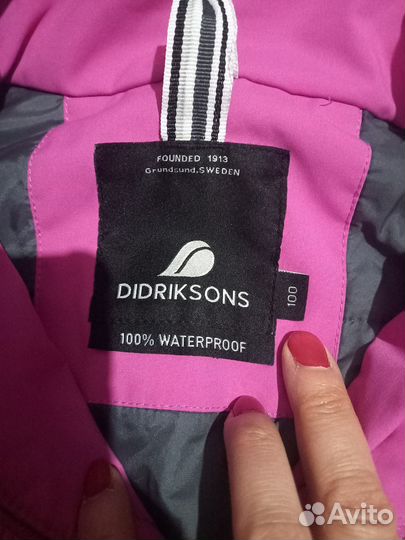 FOUNDED 1913
Grundsund, SWEDEN
DIDRIKSONS
100
100% WATERPROOF
Avito